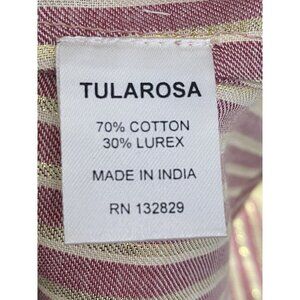 TULAROSA
70% COTTON
30% LUREX
MADE IN INDIA
RN 132829